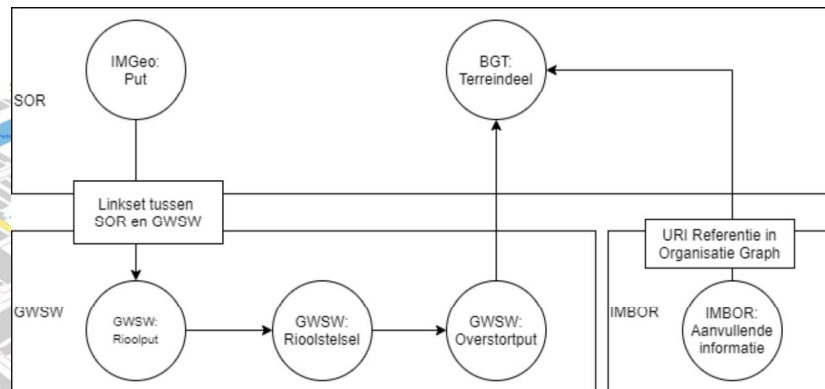 IMGeo:
Put
BGT:
Terreindeel
SOR
Linkset tussen
SOR en GWSW
URI Referentie in
Organisatie Graph
GWSW
GWSW:
Rioolput
GWSW:
Rioolstelsel
GWSW:
Overstortput
IMBOR
IMBOR:
Aanvullende
informatie